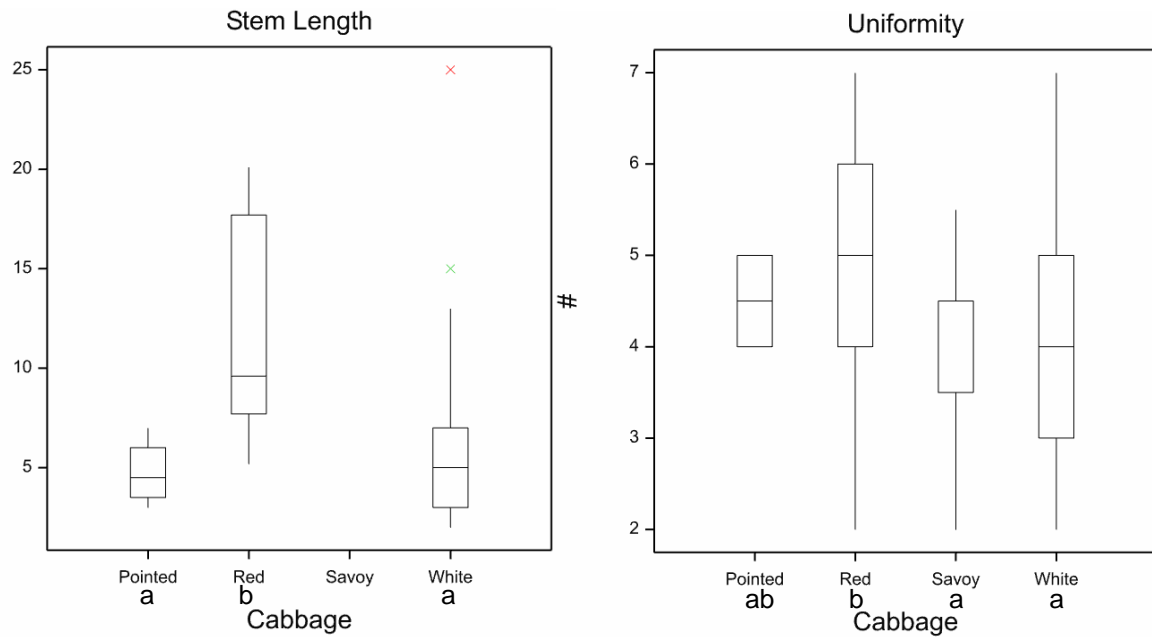 Stem Length
25
20
15
10
5
Pointed Red Savoy White
a b a
Cabbage
#
Uniformity
7
6
5
4
3
2
Pointed Red Savoy White
ab b a a
Cabbage